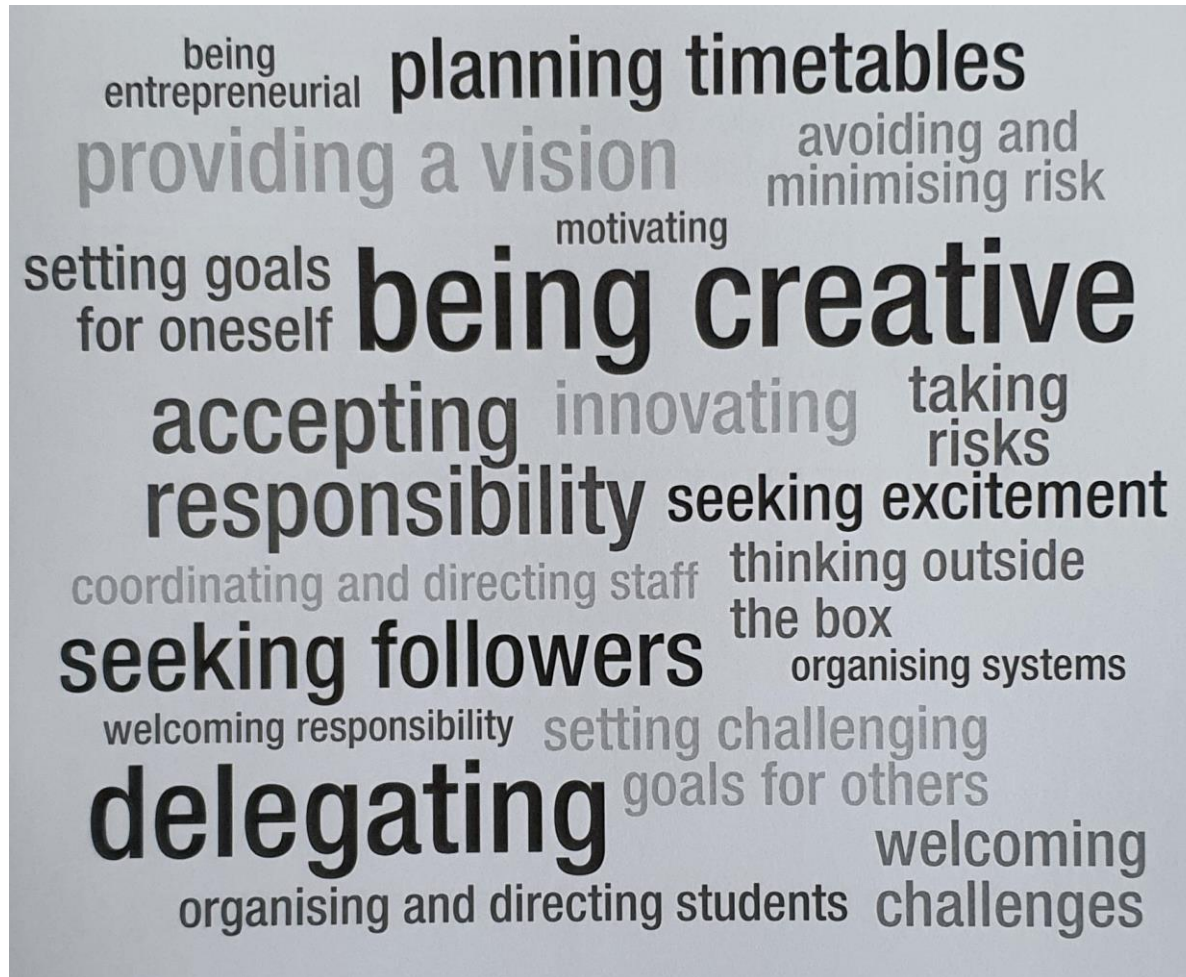 being
entrepreneurial
planning timetables
providing a vision
avoiding and
minimising risk
motivating
setting goals
for oneself
being creative
accepting
responsibility
innovating
taking
risks
seeking excitement
coordinating and directing staff
thinking outside
the box
seeking followers
organising systems
welcoming responsibility
setting challenging
goals for others
delegating
welcoming
challenges
organising and directing students